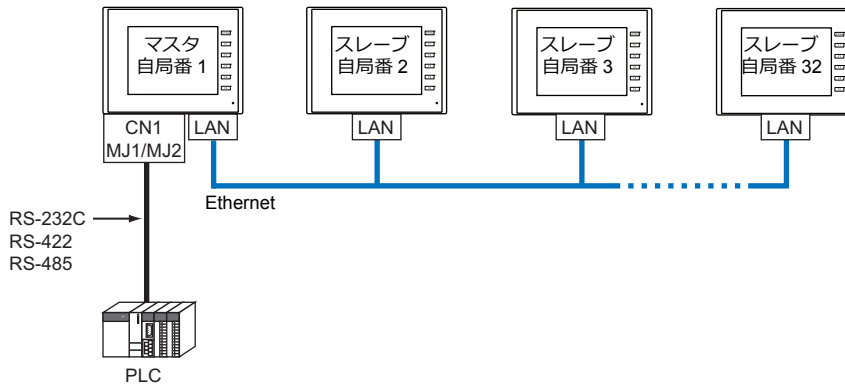 マスタ
自局番 1
スレーブ
自局番 2
スレーブ
自局番 3
スレーブ
自局番 32
CN1
MJ1/MJ2
LAN
LAN
LAN
LAN
Ethernet
RS-232C
RS-422
RS-485
PLC